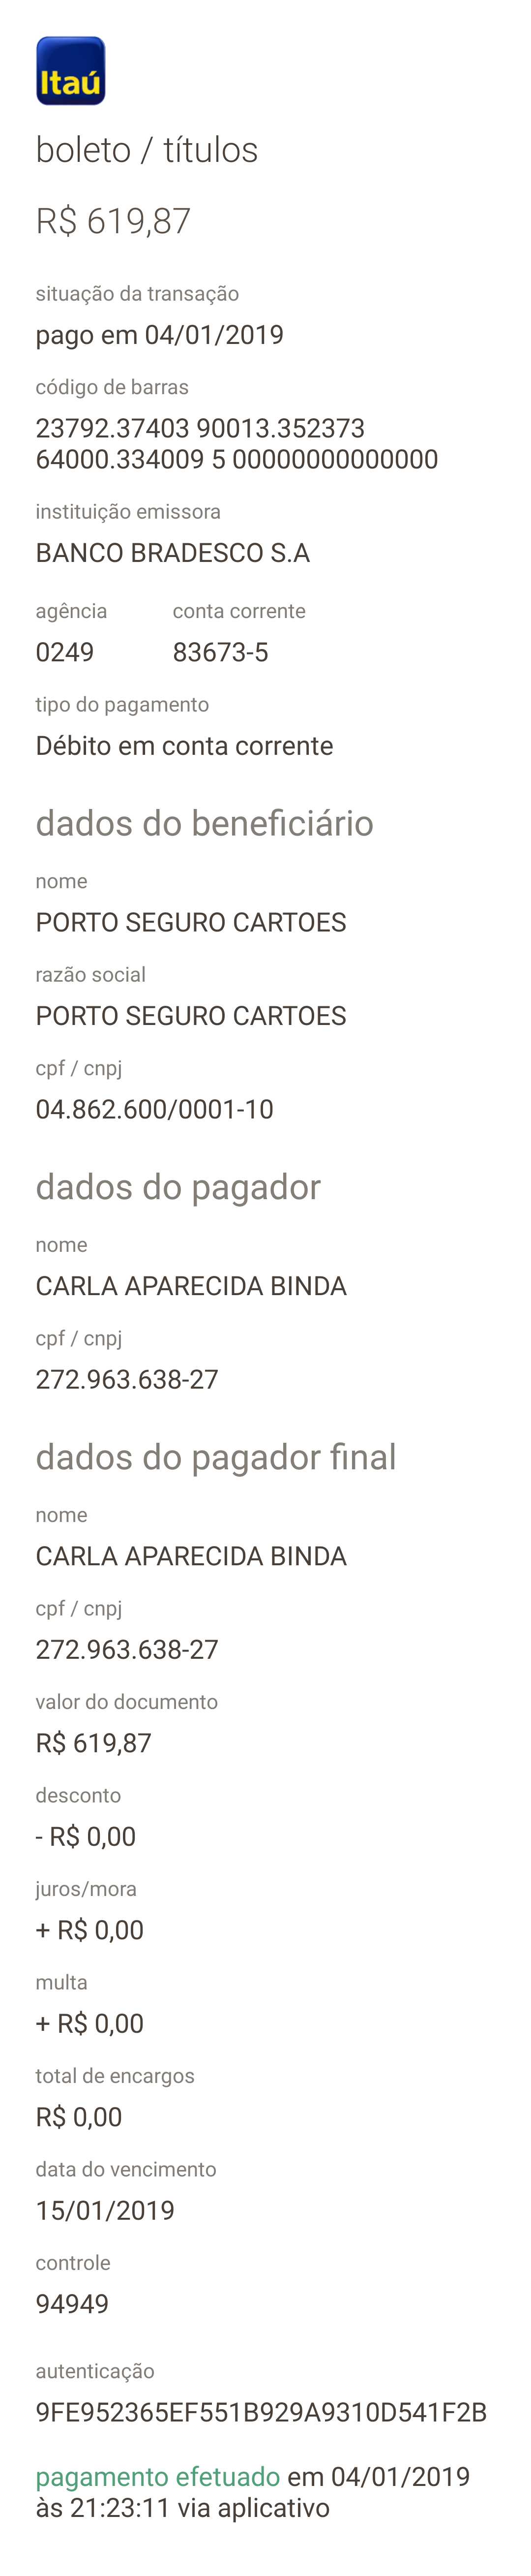 Itaú
boleto / títulos
R$ 619,87
situação da transação
pago em 04/01/2019
código de barras
23792.37403 90013.352373
64000.334009 5 00000000000000
instituição emissora
BANCO BRADESCO S.A
agência conta corrente
0249 83673-5
tipo do pagamento
Débito em conta corrente
dados do beneficiário
nome
PORTO SEGURO CARTOES
razão social
PORTO SEGURO CARTOES
cpf / cnpj
04.862.600/0001-10
dados do pagador
nome
CARLA APARECIDA BINDA
cpf / cnpj
272.963.638-27
dados do pagador final
nome
CARLA APARECIDA BINDA
cpf / cnpj
272.963.638-27
valor do documento
R$ 619,87
desconto
- R$ 0,00
juros/mora
+ R$ 0,00
multa
+ R$ 0,00
total de encargos
R$ 0,00
data do vencimento
15/01/2019
controle
94949
autenticação
9FE952365EF551B929A9310D541F2B
pagamento efetuado em 04/01/2019
às 21:23:11 via aplicativo